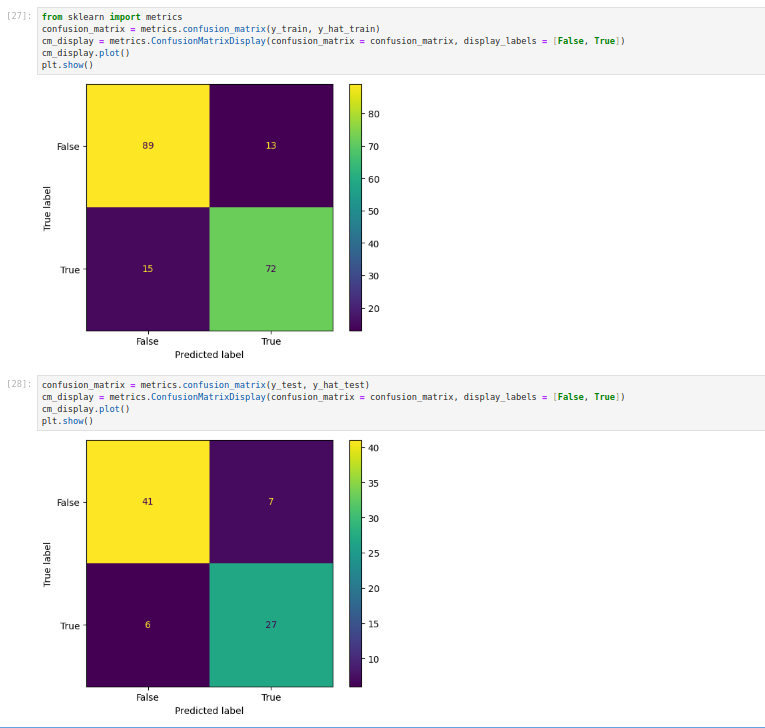 [27]:
from sklearn import metrics
confusion_matrix = metrics.confusion_matrix(y_train, y_hat_train)
cm_display = metrics.ConfusionMatrixDisplay(confusion_matrix = confusion_matrix, display_labels = [False, True])
cm_display.plot()
plt.show()
False
True
True label
89
13
15
72
False
True
Predicted label
80
70
60
50
40
30
20
[28]:
confusion_matrix = metrics.confusion_matrix(y_test, y_hat_test)
cm_display = metrics.ConfusionMatrixDisplay(confusion_matrix = confusion_matrix, display_labels = [False, True])
cm_display.plot()
plt.show()
False
True
True label
41
7
6
27
False
True
Predicted label
40
35
30
25
20
15
10